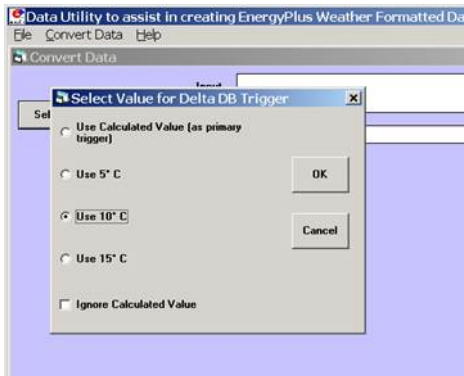 Data Utility to assist in creating EnergyPlus Weather Formatted Da
File Convert Data Help
Convert Data
Input
Sel
Select Value for Delta DB Trigger
Use Calculated Value (as primary
trigger)
Use 5° C
OK
Use 10° C
Cancel
Use 15° C
Ignore Calculated Value